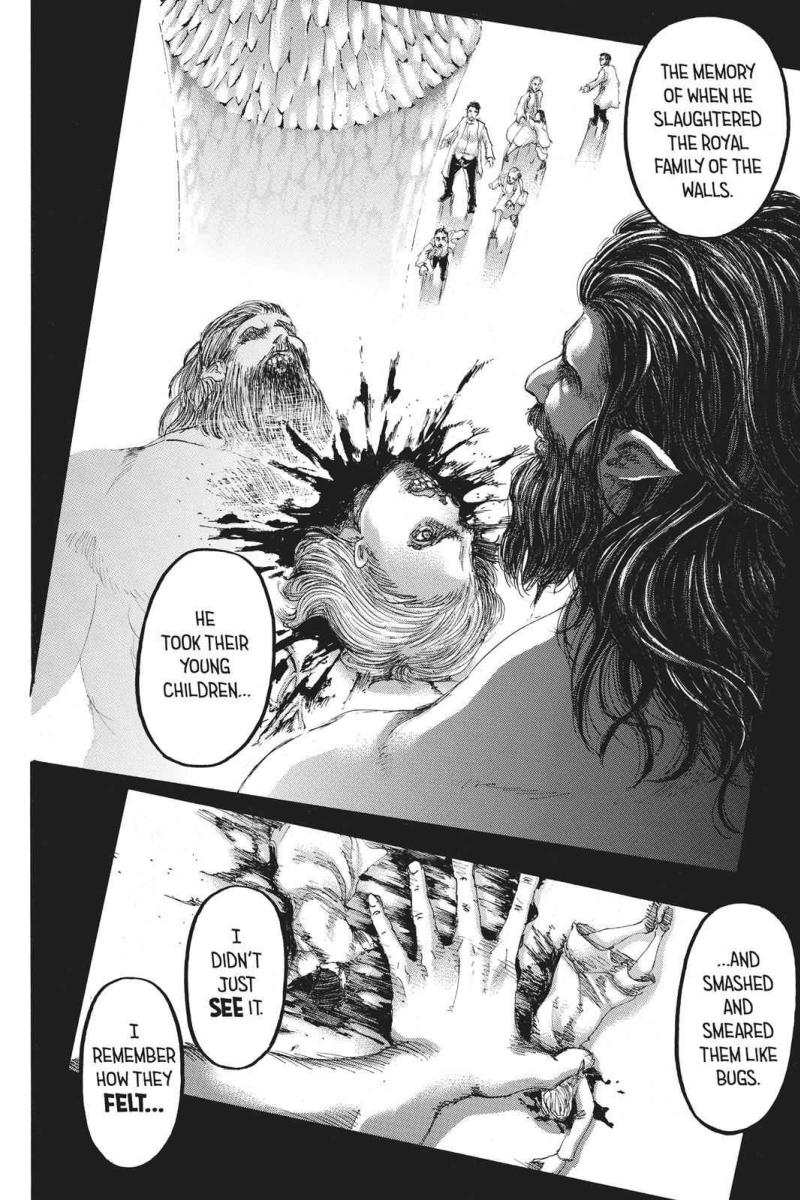 THE MEMORY
OF WHEN HE
SLAUGHTERED
THE ROYAL
FAMILY OF THE
WALLS.
HE
TOOK THEIR
YOUNG
CHILDREN...
...AND
SMASHED
AND
SMEARED
THEM LIKE
BUGS.
I
DIDN'T
JUST
SEE IT.
I
REMEMBER
HOW THEY
FELT...